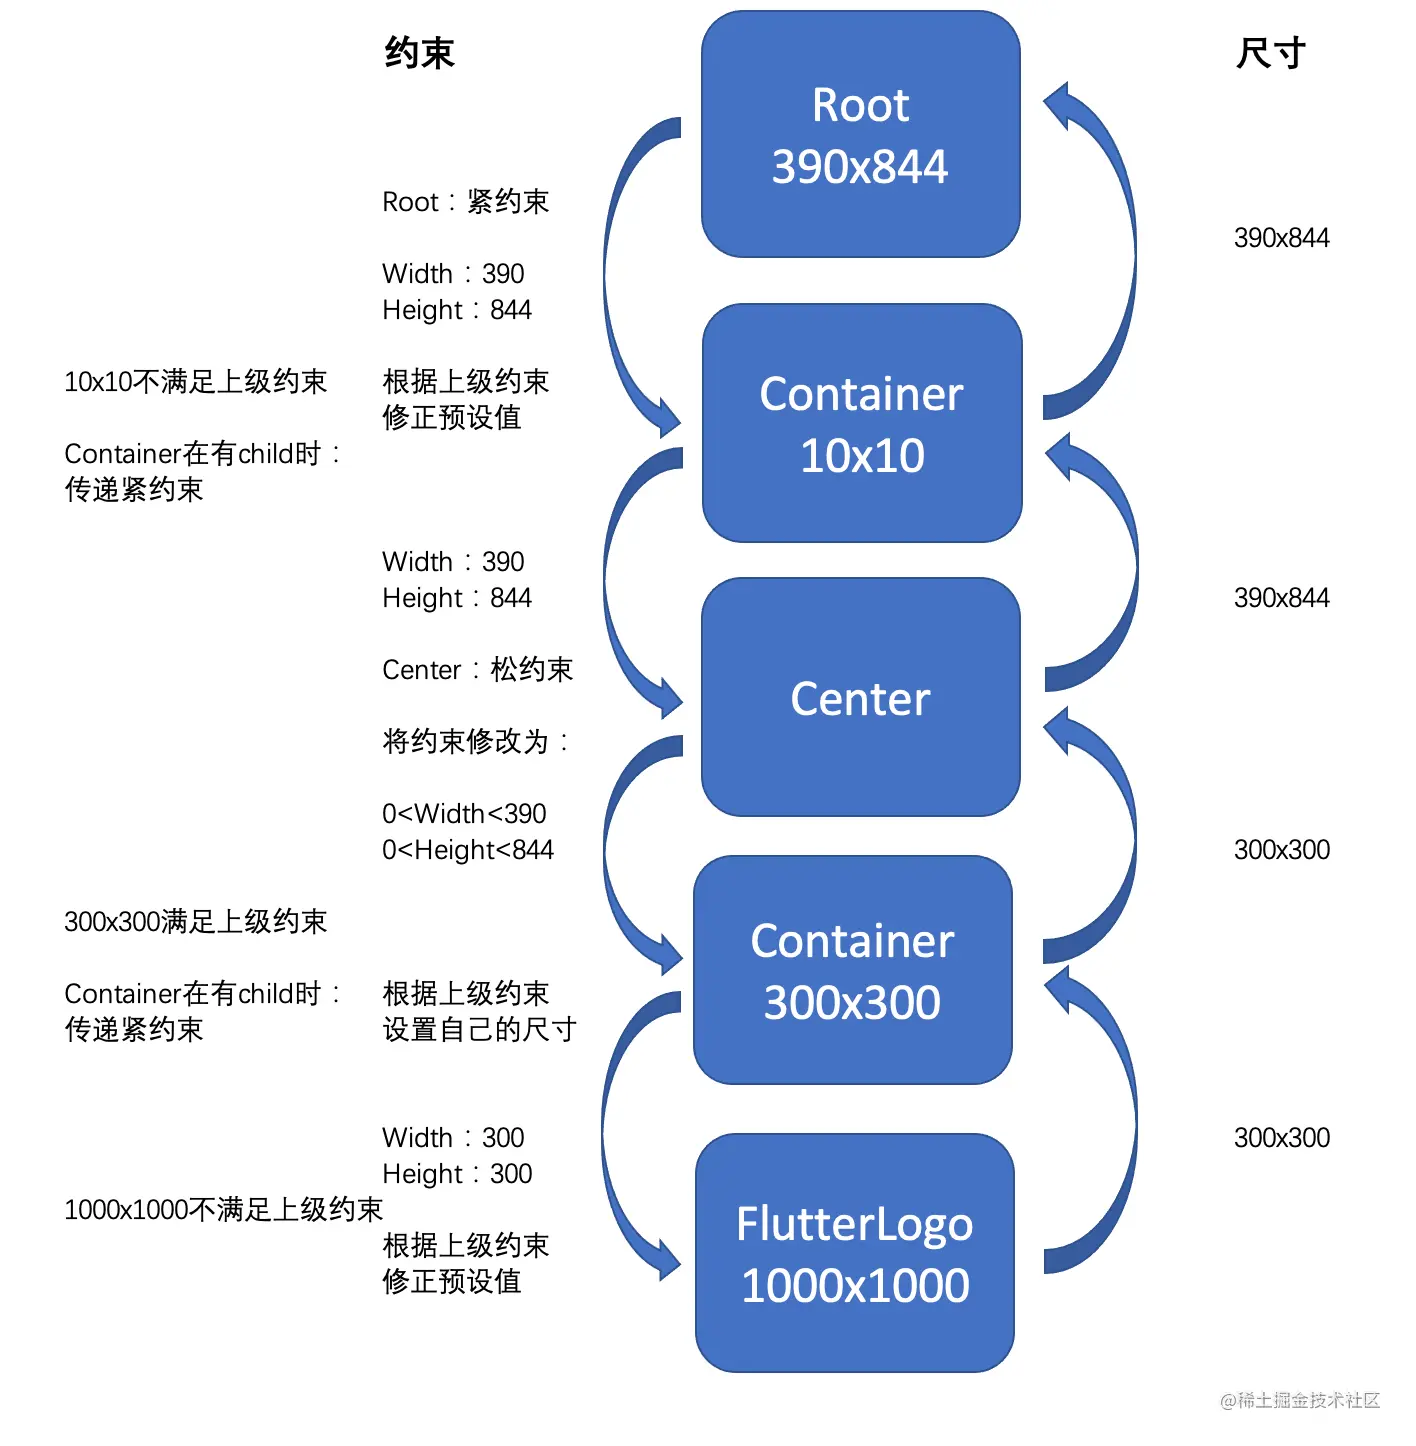 约束
尺寸
Root
390x844
Root：紧约束
390x844
Width：390
Height：844
10x10不满足上级约束
根据上级约束
修正预设值
Container在有child时：
传递紧约束
Container
10x10
Width：390
Height：844
390x844
Center：松约束
Center
将约束修改为：
0<Width<390
0<Height<844
300x300
300x300满足上级约束
Container
300x300
Container在有child时：
传递紧约束
根据上级约束
设置自己的尺寸
Width：300
Height：300
300x300
1000x1000不满足上级约束
FlutterLogo
1000x1000
根据上级约束
修正预设值
@稀土掘金技术社区